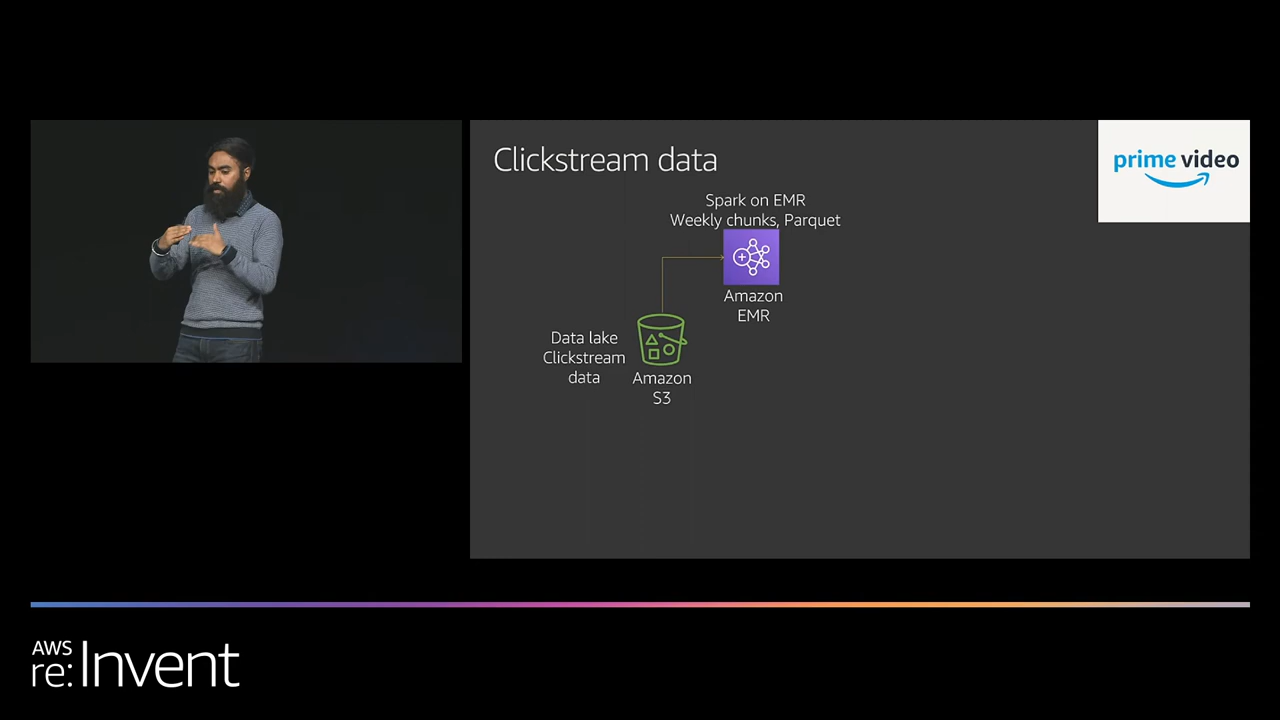 Clickstream data
prime video
Spark on EMR
Weekly chunks, Parquet
Amazon
EMR
Data lake
Clickstream
data
Amazon
S3
AWS
re:Invent